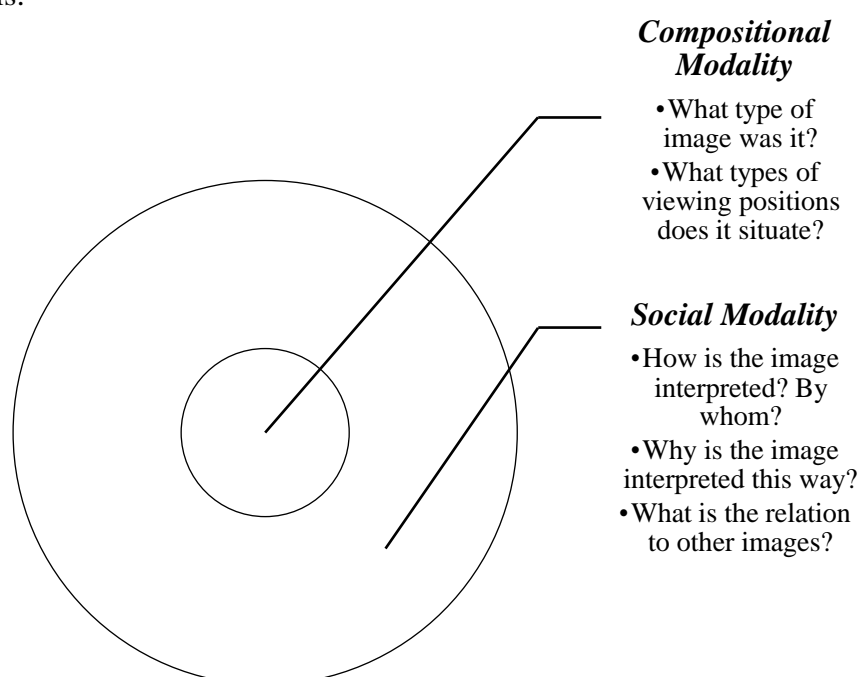 Compositional
Modality
•What type of
image was it?
•What types of
viewing positions
does it situate?
Social Modality
•How is the image
interpreted? By
whom?
•Why is the image
interpreted this way?
•What is the relation
to other images?